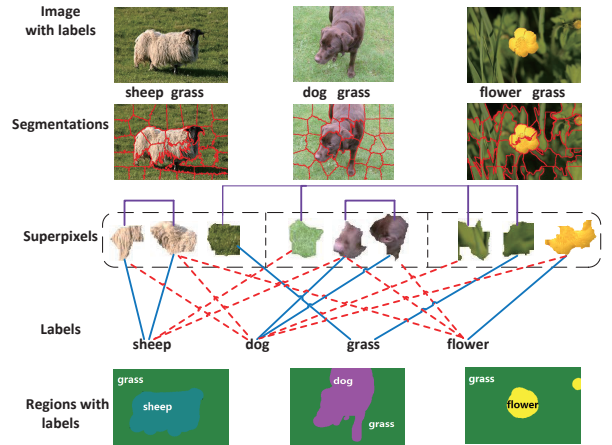 Image
with labels
sheep grass
dog grass
flower grass
Segmentations
Superpixels
Labels
sheep
dog
grass
flower
Regions with
labels
grass
sheep
dog
grass
grass
flower